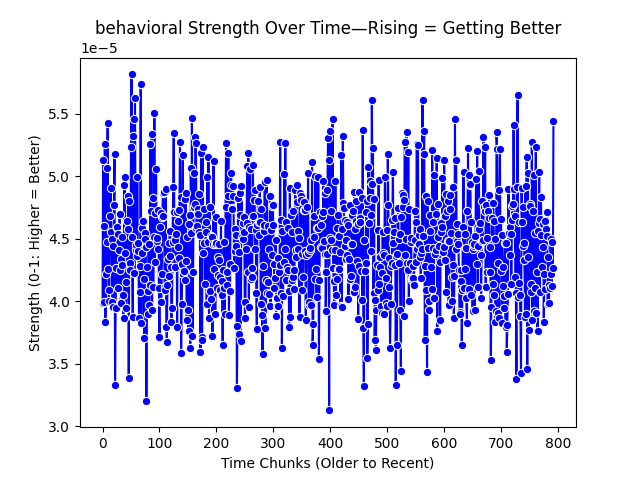 behavioral Strength Over Time—Rising = Getting Better
1e−5
Strength (0-1: Higher = Better)
5.5
5.0
4.5
4.0
3.5
3.0
0 100 200 300 400 500 600 700 800
Time Chunks (Older to Recent)